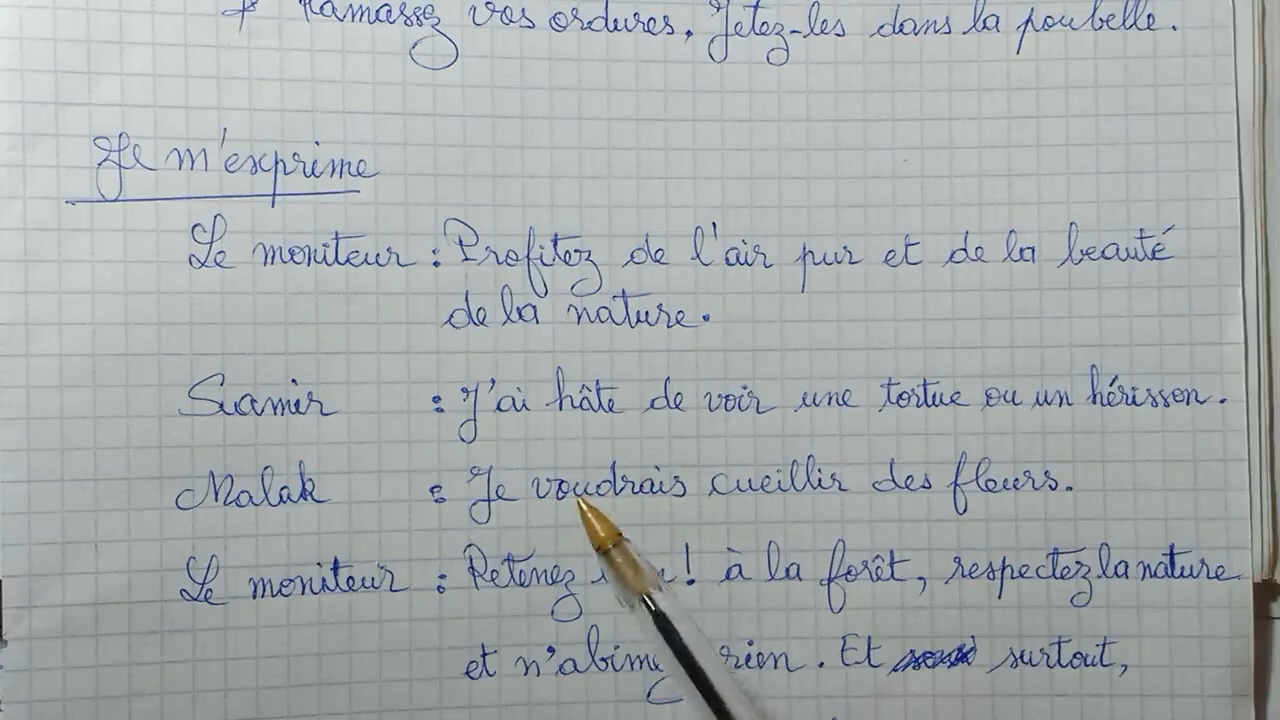 * Ramassez vos ordures, Jetez-les dans la poubelle.
Je m'exprime
Le moniteur : Profitez de l'air pur et de la beauté
de la nature.
Samir : J'ai hâte de voir une tortue ou un hérisson.
Malak : Je voudrais cueillir des fleurs.
Le moniteur : Retenez ! à la forêt, respectez la nature
et n'abimez rien. Et surtout,